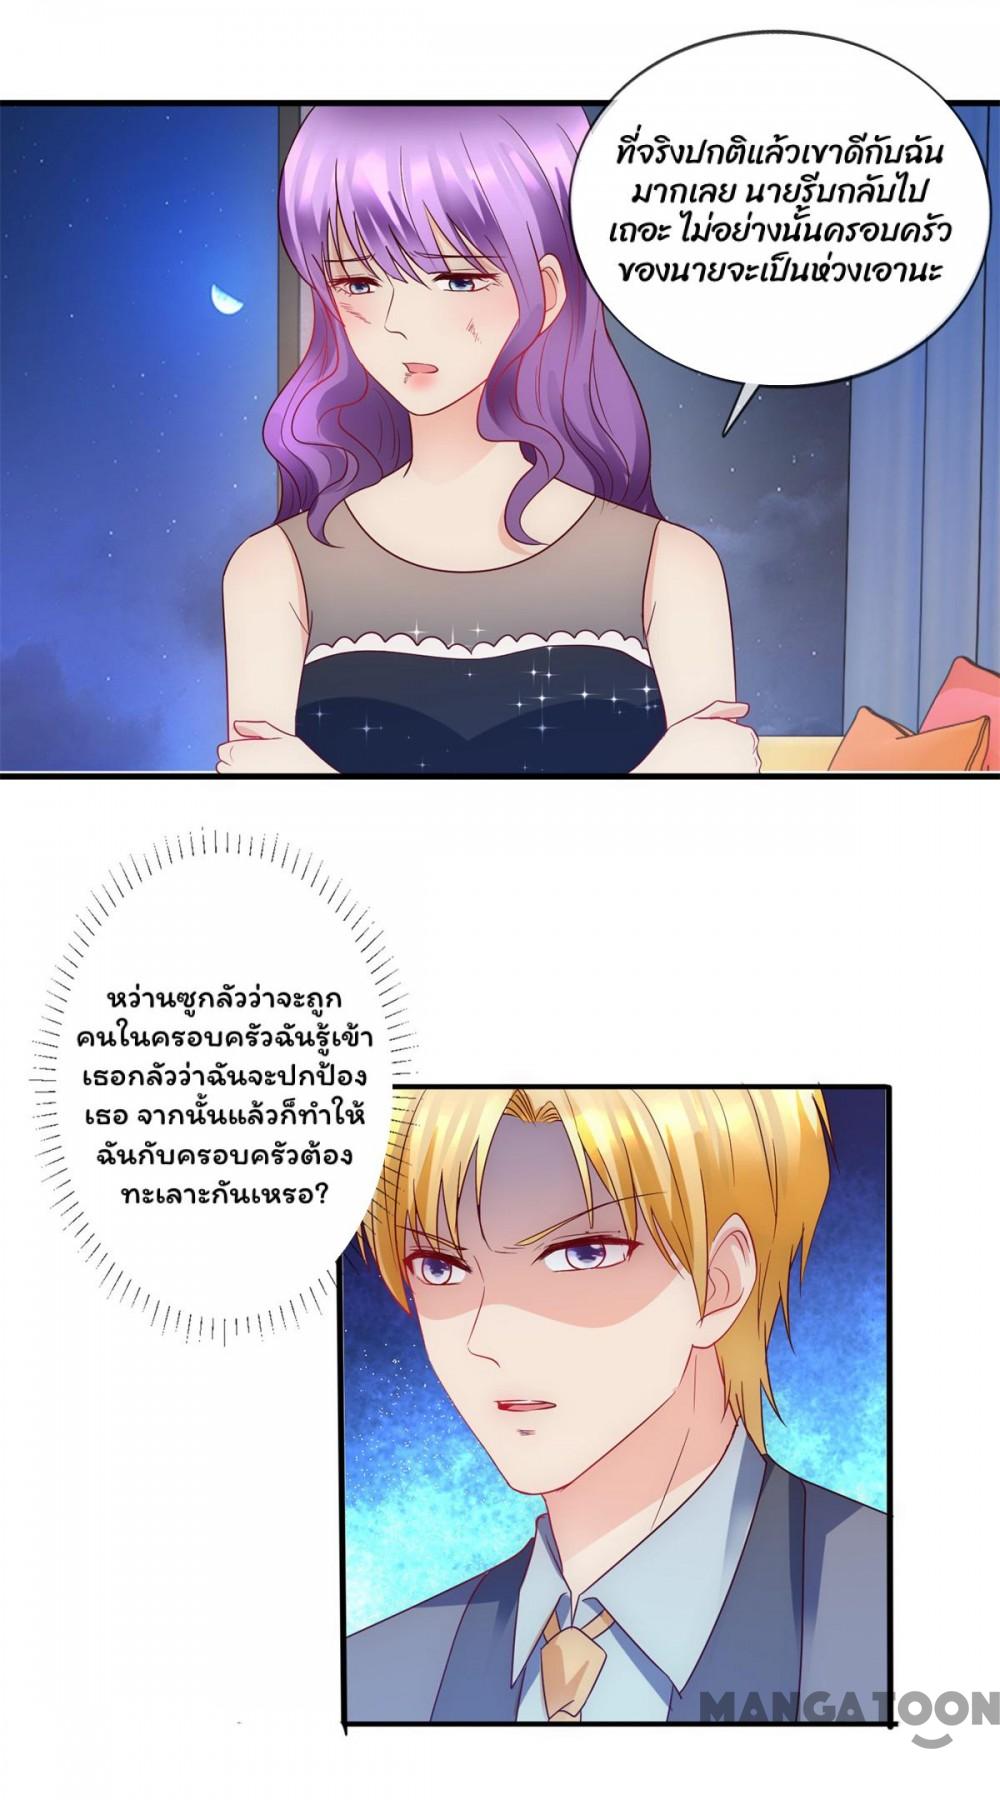 ที่จริงปกติแล้วเขาดีกับฉัน
มากเลย นายรีบกลับไป
เถอะ ไม่อย่างนั้นครอบครัว
ของนายจะเป็นห่วงเอานะ
หว่านซูกลัวว่าจะถูก
คนในครอบครัวฉันรู้เข้า
เธอกลัวว่าฉันจะปกป้อง
เธอ จากนั้นแล้วก็ทำให้
ฉันกับครอบครัวต้อง
ทะเลาะกันเหรอ?
MANGATOON